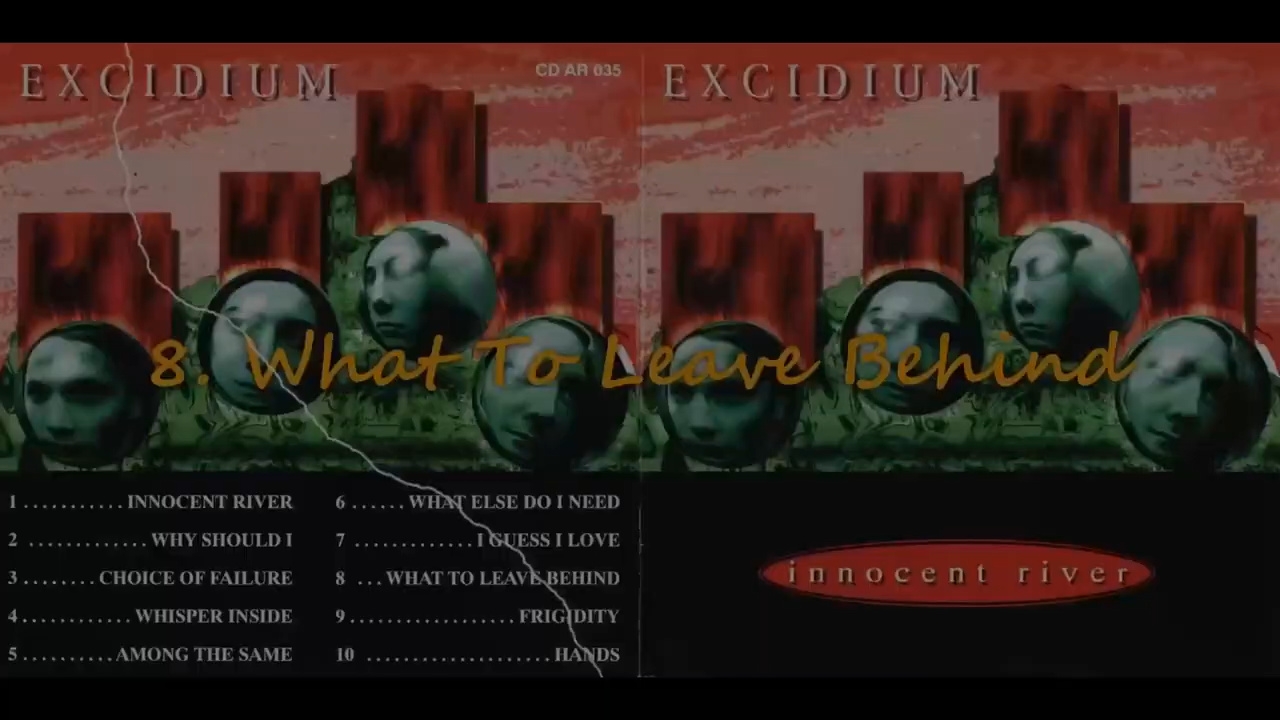 EXCIDIUM
CD AR 035
EXCIDIUM
8. What To Leave Behind
1 ........... INNOCENT RIVER
2 ............. WHY SHOULD I
3 ........ CHOICE OF FAILURE
4 ............ WHISPER INSIDE
5 .......... AMONG THE SAME
6 ...... WHAT ELSE DO I NEED
7 ............. I GUESS I LOVE
8 ... WHAT TO LEAVE BEHIND
9 .................. FRIGIDITY
10 .................... HANDS
innocent river